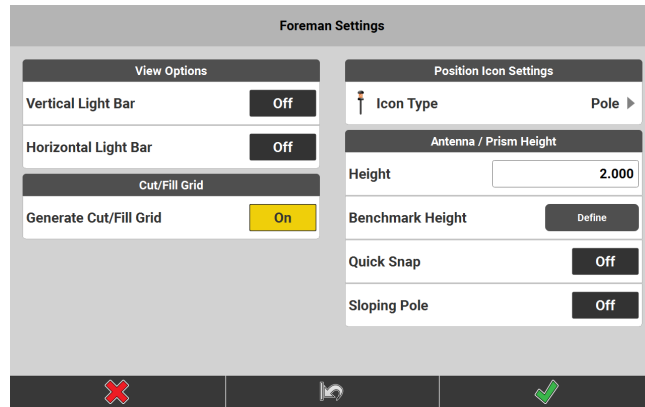 Foreman Settings
View Options
Vertical Light Bar Off
Horizontal Light Bar Off
Cut/Fill Grid
Generate Cut/Fill Grid On
Position Icon Settings
Icon Type Pole
Antenna / Prism Height
Height 2.000
Benchmark Height Define
Quick Snap Off
Sloping Pole Off